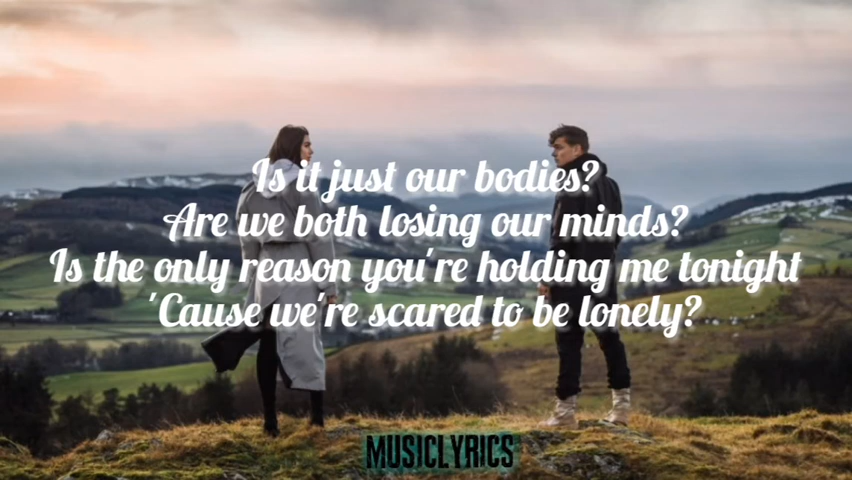 Is it just our bodies?
Are we both losing our minds?
Is the only reason you're holding me tonight
'Cause we're scared to be lonely?
MUSICLYRICS